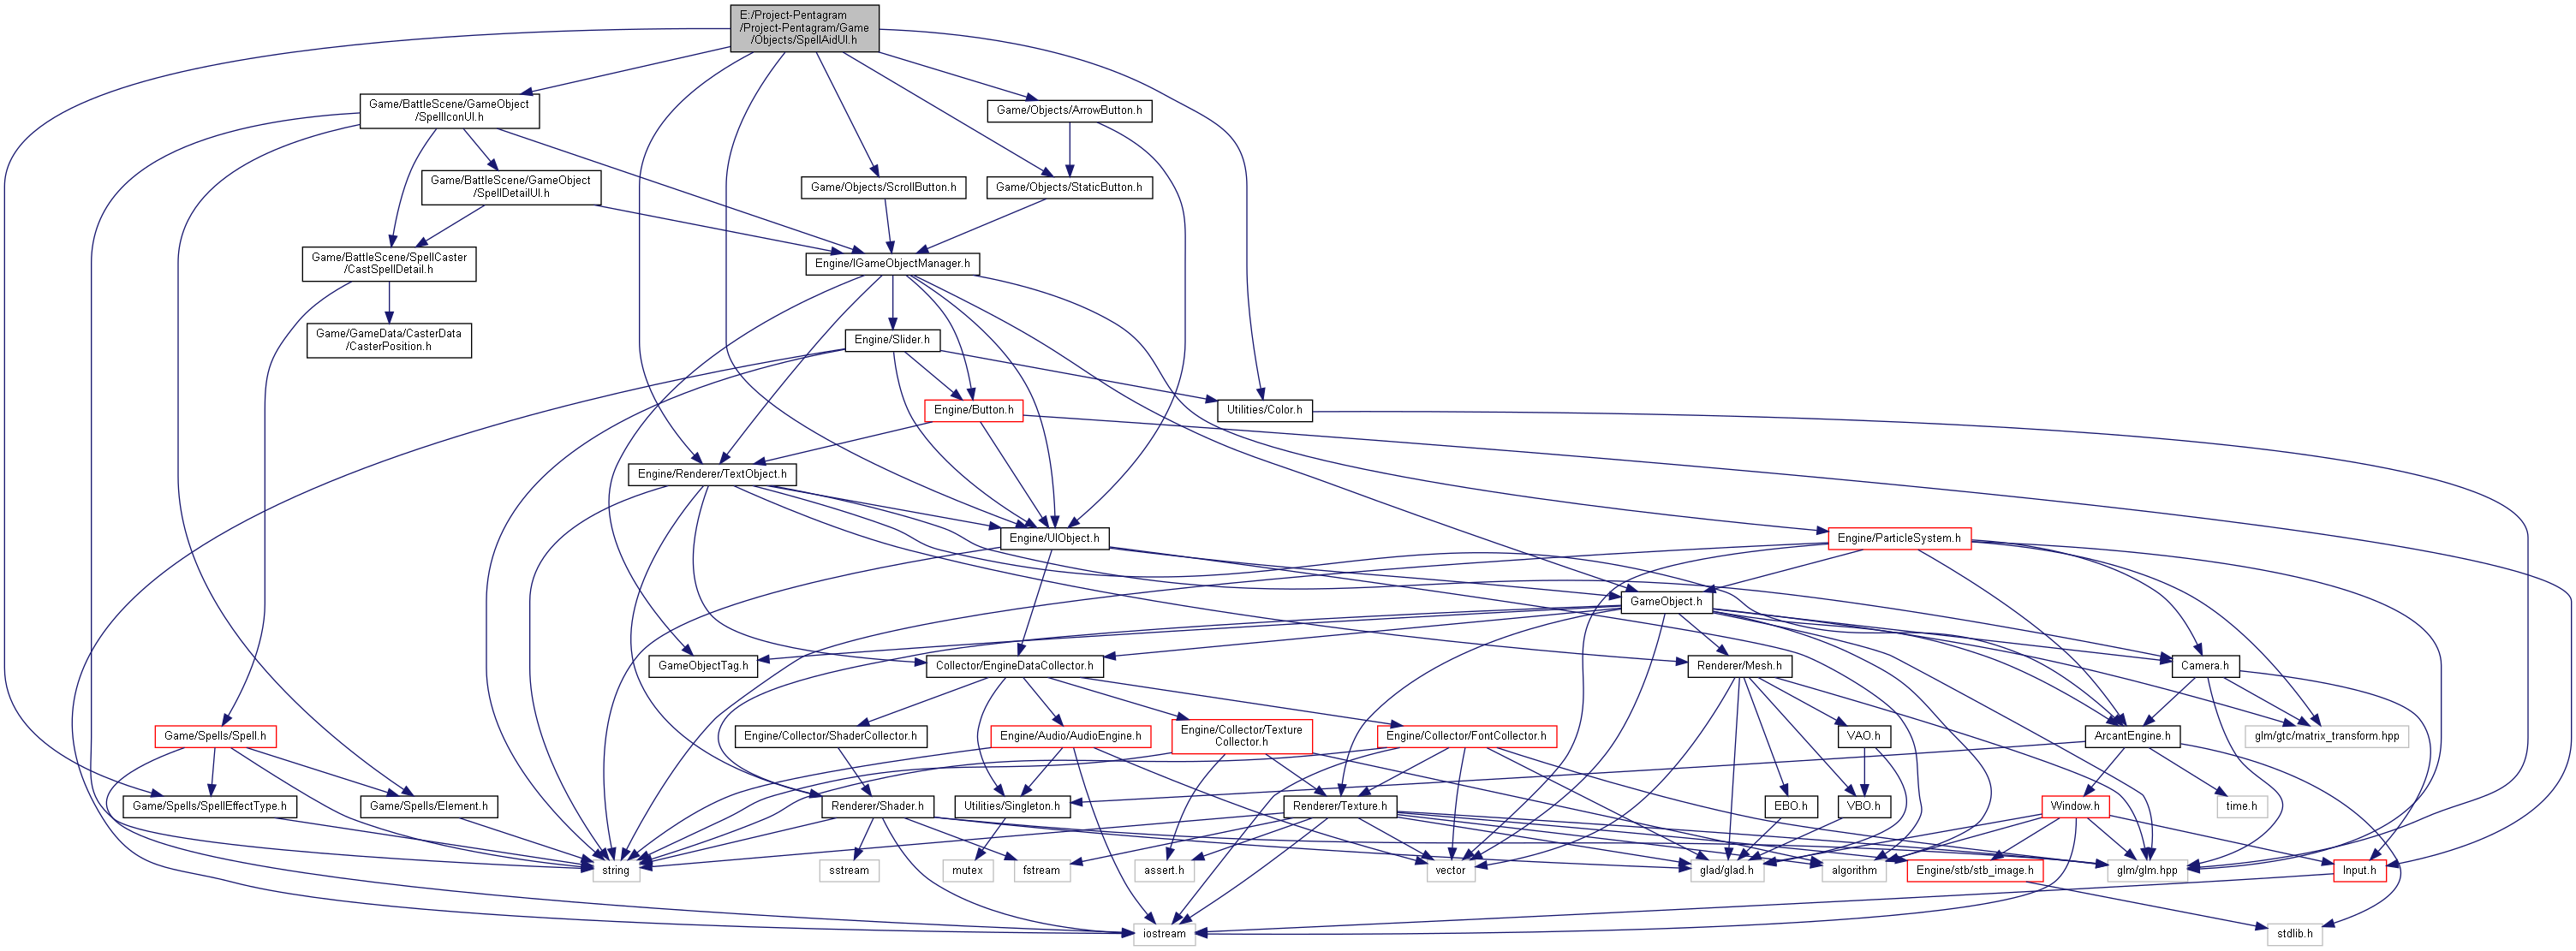 E:/Project-Pentagram
/Project-Pentagram/Game
/Objects/SpellAidUI.h
Game/BattleScene/GameObject
/SpellIconUI.h
Game/Objects/ArrowButton.h
Game/BattleScene/GameObject
/SpellDetailUI.h
Game/Objects/ScrollButton.h
Game/Objects/StaticButton.h
Game/BattleScene/SpellCaster
/CastSpellDetail.h
Engine/IGameObjectManager.h
Game/GameData/CasterData
/CasterPosition.h
Engine/Slider.h
Engine/Button.h
Utilities/Color.h
Engine/Renderer/TextObject.h
Engine/UIObject.h
Engine/ParticleSystem.h
GameObject.h
GameObjectTag.h
Collector/EngineDataCollector.h
Renderer/Mesh.h
Camera.h
Game/Spells/Spell.h
Engine/Collector/ShaderCollector.h
Engine/Audio/AudioEngine.h
Engine/Collector/Texture
Collector.h
Engine/Collector/FontCollector.h
VAO.h
ArcantEngine.h
glm/gtc/matrix_transform.hpp
Game/Spells/SpellEffectType.h
Game/Spells/Element.h
Renderer/Shader.h
Utilities/Singleton.h
Renderer/Texture.h
EBO.h
VBO.h
Window.h
time.h
string
sstream
mutex
fstream
assert.h
vector
glad/glad.h
algorithm
Engine/stb/stb_image.h
glm/glm.hpp
Input.h
iostream
stdlib.h